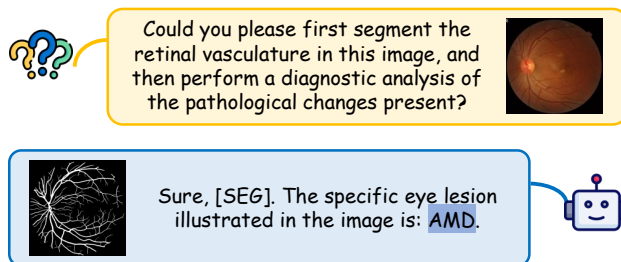 Could you please first segment the
retinal vasculature in this image, and
then perform a diagnostic analysis of
the pathological changes present?
Sure, [SEG]. The specific eye lesion
illustrated in the image is: AMD.